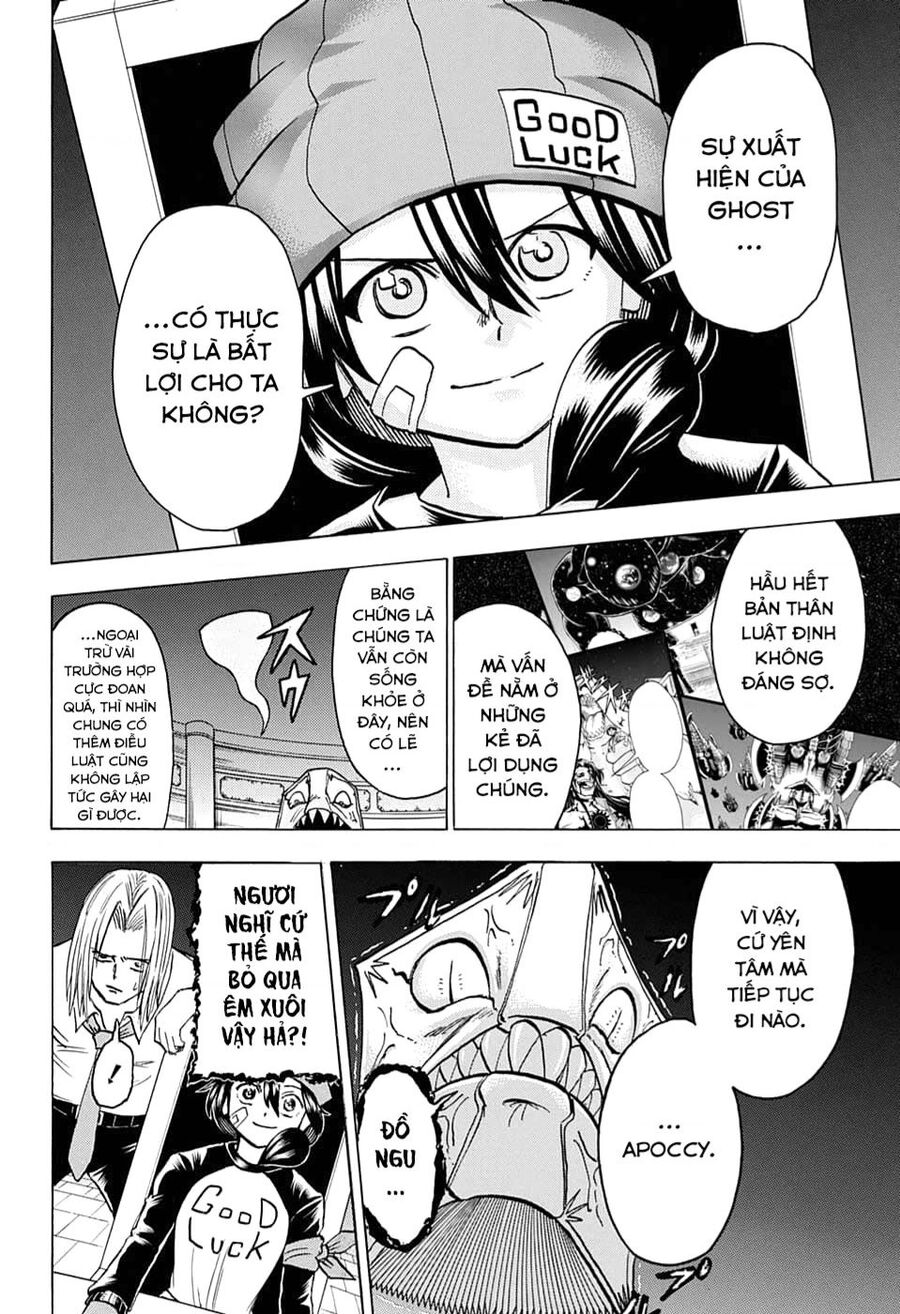 GOOD
LUCK
SỰ XUẤT
HIỆN CỦA
GHOST
...
...CÓ THỰC
SỰ LÀ BẤT
LỢI CHO TA
KHÔNG?
HẦU HẾT
BẢN THÂN
LUẬT ĐỊNH
KHÔNG
ĐÁNG SỢ.
MÀ VẤN
ĐỀ NẰM Ở
NHỮNG
KẺ ĐÃ
LỢI DỤNG
CHÚNG.
BẰNG
CHỨNG LÀ
CHÚNG TA
VẪN CÒN
SỐNG
KHỎE Ở
ĐÂY, NÊN
CÓ LẼ
...
スゥ
...NGOẠI
TRỪ VÀI
TRƯỜNG HỢP
CỰC ĐOAN
QUÁ, THÌ NHÌN
CHUNG CÓ
THÊM ĐIỀU
LUẬT CŨNG
KHÔNG LẬP
TỨC GÂY HẠI
GÌ ĐƯỢC.
VÌ VẬY,
CỨ YÊN
TÂM MÀ
TIẾP TỤC
ĐI NÀO.
...
APOCCY.
ĐỒ
NGU
...
NGƯƠI
NGHĨ CỨ
THẾ MÀ
BỎ QUA
ÊM XUÔI
VẬY HẢ?!
!
GOOD
LUCK